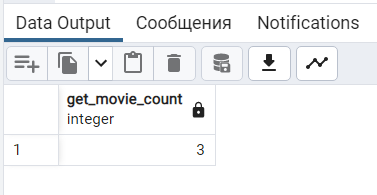 Data Output Сообщения Notifications
get_movie_count
integer
1 3